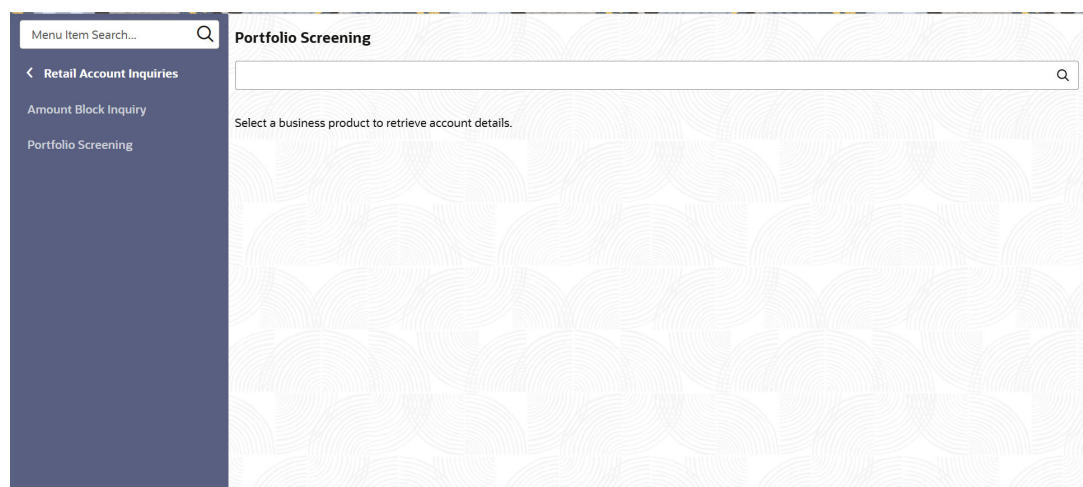 Menu Item Search...
Retail Account Inquiries
Amount Block Inquiry
Portfolio Screening
Portfolio Screening
Select a business product to retrieve account details.